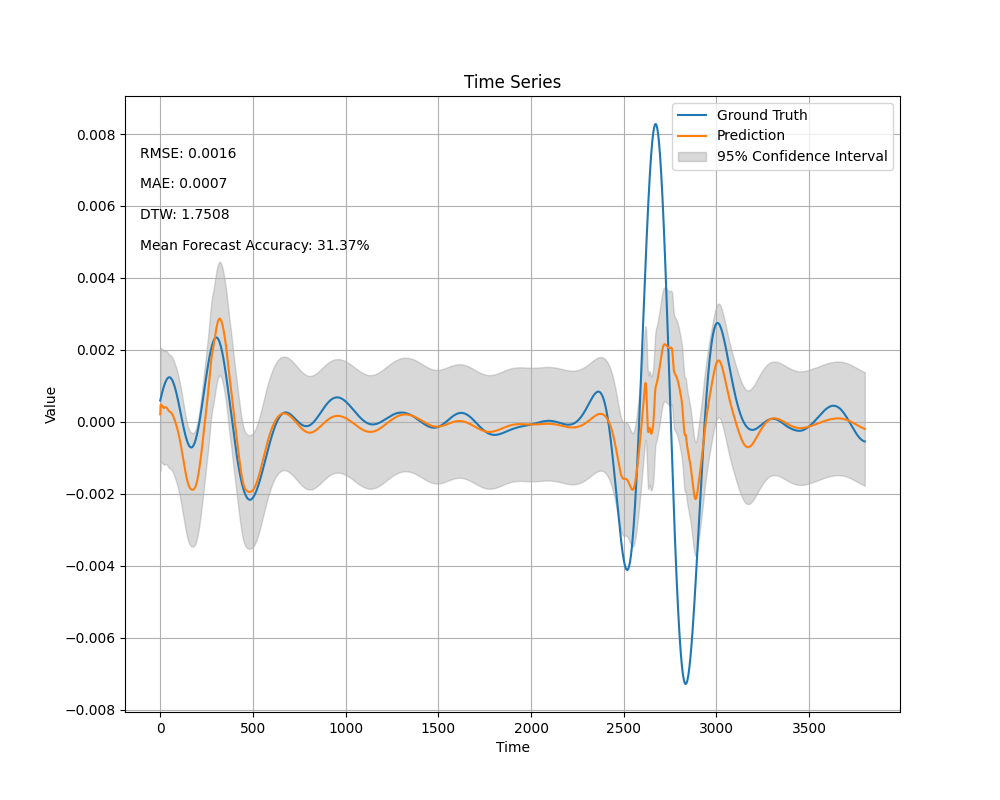 Time Series
Ground Truth
Prediction
95% Confidence Interval
RMSE: 0.0016
MAE: 0.0007
DTW: 1.7508
Mean Forecast Accuracy: 31.37%
Value
0.008
0.006
0.004
0.002
0.000
−0.002
−0.004
−0.006
−0.008
0 500 1000 1500 2000 2500 3000 3500
Time